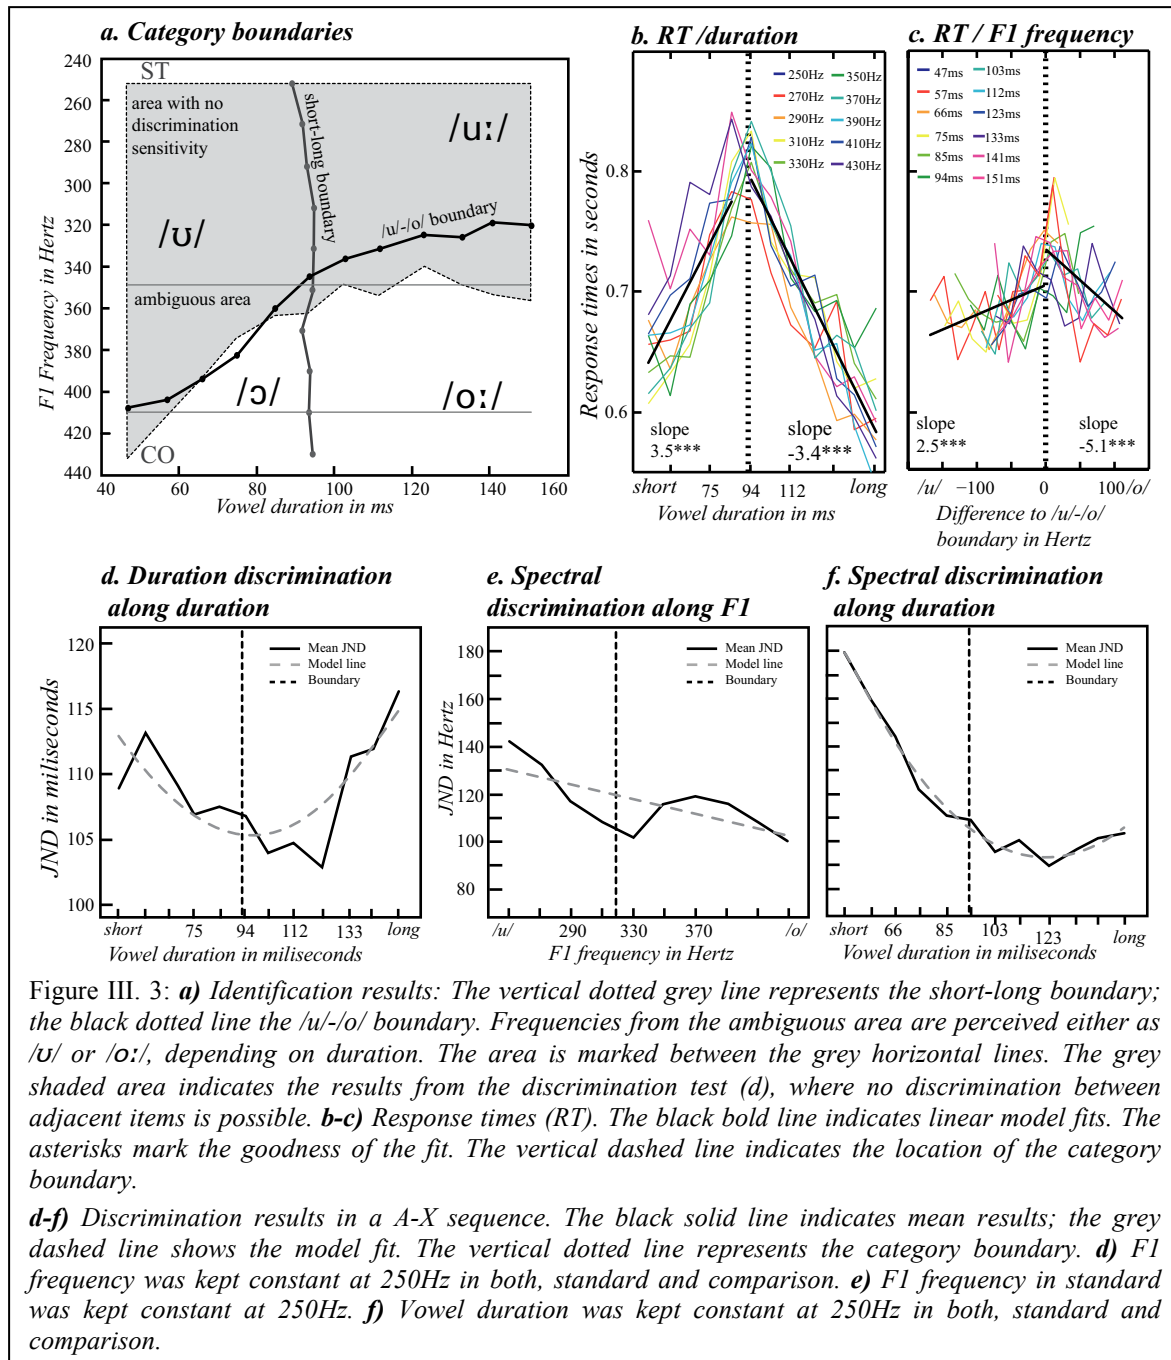 a. Category boundaries
240
260
280
300
320
340
360
380
400
420
440
F1 Frequency in Hertz
ST
area with no
discrimination
sensitivity
/uː/
short-long boundary
/ʊ/
/u/-/o/ boundary
ambiguous area
/ɔ/
/oː/
CO
40 60 80 100 120 140 160
Vowel duration in ms
b. RT /duration
250Hz 350Hz
270Hz 370Hz
290Hz 390Hz
310Hz 410Hz
330Hz 430Hz
Response times in seconds
0.8
0.7
0.6
slope
3.5***
slope
-3.4***
short 75 94 112 long
Vowel duration in ms
c. RT / F1 frequency
47ms 103ms
57ms 112ms
66ms 123ms
75ms 133ms
85ms 141ms
94ms 151ms
slope
2.5***
slope
-5.1***
/u/ −100 0 100 /o/
Difference to /u/-/o/
boundary in Hertz
d. Duration discrimination
along duration
120
115
110
105
100
JND in miliseconds
Mean JND
Model line
Boundary
short 75 94 112 133 long
Vowel duration in miliseconds
e. Spectral
discrimination along F1
180
160
140
120
100
80
JND in Hertz
Mean JND
Model line
Boundary
/u/ 290 330 370 /o/
F1 frequency in Hertz
f. Spectral discrimination
along duration
Mean JND
Model line
Boundary
short 66 85 103 123 long
Vowel duration in miliseconds
Figure III. 3: a) Identification results: The vertical dotted grey line represents the short-long boundary;
the black dotted line the /u/-/o/ boundary. Frequencies from the ambiguous area are perceived either as
/ʊ/ or /oː/, depending on duration. The area is marked between the grey horizontal lines. The grey
shaded area indicates the results from the discrimination test (d), where no discrimination between
adjacent items is possible. b-c) Response times (RT). The black bold line indicates linear model fits. The
asterisks mark the goodness of the fit. The vertical dashed line indicates the location of the category
boundary.
d-f) Discrimination results in a A-X sequence. The black solid line indicates mean results; the grey
dashed line shows the model fit. The vertical dotted line represents the category boundary. d) F1
frequency was kept constant at 250Hz in both, standard and comparison. e) F1 frequency in standard
was kept constant at 250Hz. f) Vowel duration was kept constant at 250Hz in both, standard and
comparison.